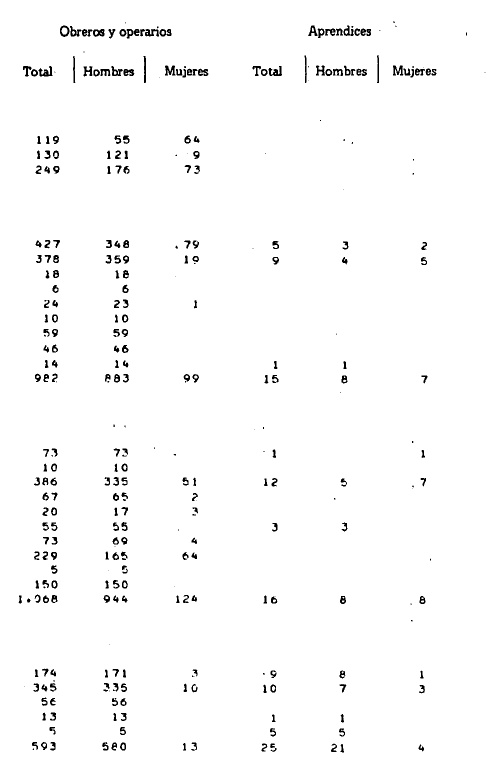 Obreros y operarios Aprendices
Total Hombres Mujeres Total Hombres Mujeres
119 55 64
130 121 9
249 176 73
427 348 79 5 3 2
378 359 19 9 4 5
18 18
6 6
24 23 1
10 10
59 59
46 46
14 14 1 1
982 883 99 15 8 7
73 73 1 1
10 10
386 335 51 12 5 7
67 65 2
20 17 3
55 55 3 3
73 69 4
229 165 64
5 5
150 150
1.068 944 124 16 8 8
174 171 3 9 8 1
345 335 10 10 7 3
56 56
13 13 1 1
5 5 5 5
593 580 13 25 21 4